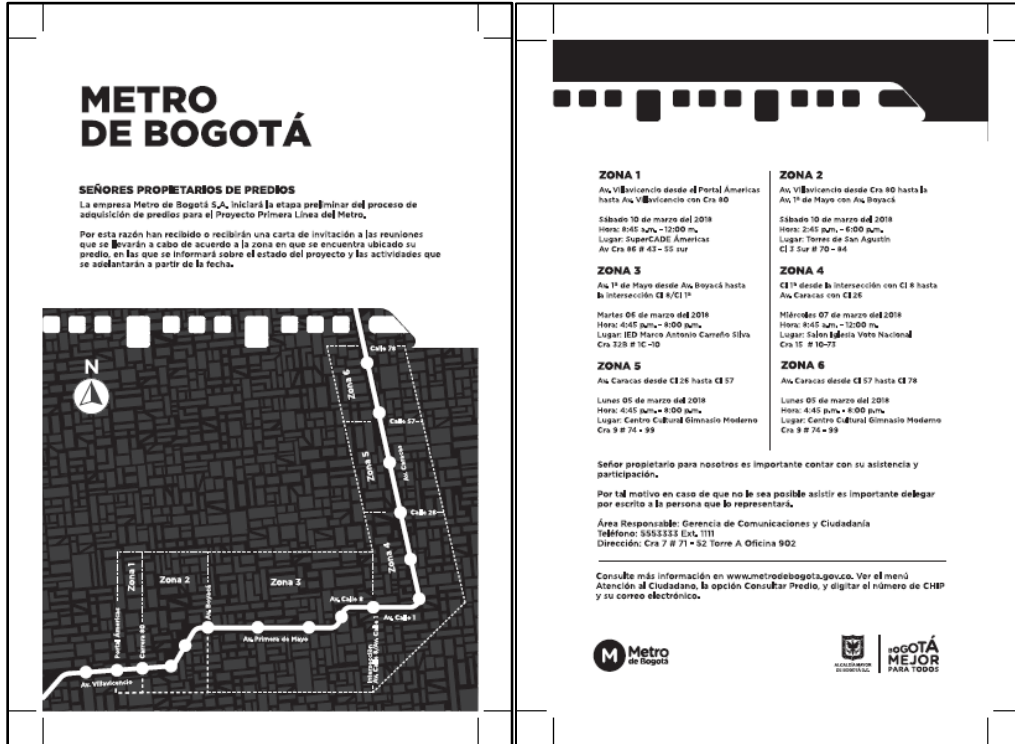 METRO
DE BOGOTÁ
SEÑORES PROPIETARIOS DE PREDIOS
La empresa Metro de Bogotá S.A. iniciará la etapa preliminar del proceso de
adquisición de predios para el Proyecto Primera Línea del Metro.
Por esta razón han recibido o recibirán una carta de invitación a las reuniones
que se llevarán a cabo de acuerdo a la zona en que se encuentra ubicado su
predio, en las que se informará sobre el estado del proyecto y las actividades que
se adelantarán a partir de la fecha.
N
Calle 78
Zona 6
Calle 57
Zona 5
Av. Caracas
Calle 26
Zona 4
Zona 1
Zona 2
Zona 3
Av. Boyacá
Av. Calle 8
Av. Calle 1
Portal Américas
Carrera 80
Av. Primera de Mayo
Intersección
Av. Calle 8/Av. Calle 1
Av. Villavicencio
ZONA 1
Av. Villavicencio desde el Portal Ámericas
hasta Av. Villavicencio con Cra 80
Sábado 10 de marzo del 2018
Hora: 8:45 a.m. - 12:00 m.
Lugar: SuperCADE Ámericas
Av Cra 86 # 43 - 55 sur
ZONA 2
Av. Villavicencio desde Cra 80 hasta la
Av. 1ª de Mayo con Av. Boyacá
Sábado 10 de marzo del 2018
Hora: 2:45 p.m. - 6:00 p.m.
Lugar: Torres de San Agustín
Cl 3 Sur # 70 - 84
ZONA 3
Av. 1ª de Mayo desde Av. Boyacá hasta
la intersección Cl 8/Cl 1ª
Martes 06 de marzo del 2018
Hora: 4:45 p.m. - 8:00 p.m.
Lugar: IED Marco Antonio Carreño Silva
Cra 32B # 1C -10
ZONA 4
Cl 1ª desde la intersección con Cl 8 hasta
Av. Caracas con Cl 26
Miércoles 07 de marzo del 2018
Hora: 8:45 a.m. - 12:00 m.
Lugar: Salon Iglesia Voto Nacional
Cra 15 # 10-73
ZONA 5
Av. Caracas desde Cl 26 hasta Cl 57
Lunes 05 de marzo del 2018
Hora: 4:45 p.m. - 8:00 p.m.
Lugar: Centro Cultural Gimnasio Moderno
Cra 9 # 74 - 99
ZONA 6
Av. Caracas desde Cl 57 hasta Cl 78
Lunes 05 de marzo del 2018
Hora: 4:45 p.m. - 8:00 p.m.
Lugar: Centro Cultural Gimnasio Moderno
Cra 9 # 74 - 99
Señor propietario para nosotros es importante contar con su asistencia y
participación.
Por tal motivo en caso de que no le sea posible asistir es importante delegar
por escrito a la persona que lo representará.
Área Responsable: Gerencia de Comunicaciones y Ciudadanía
Teléfono: 5553333 Ext. 1111
Dirección: Cra 7 # 71 - 52 Torre A Oficina 902
Consulte más información en www.metrodebogota.gov.co. Ver el menú
Atención al Ciudadano, la opción Consultar Predio, y digitar el número de CHIP
y su correo electrónico.
M Metro
de Bogotá
ALCALDÍA MAYOR
DE BOGOTÁ D.C.
BOGOTÁ
MEJOR
PARA TODOS